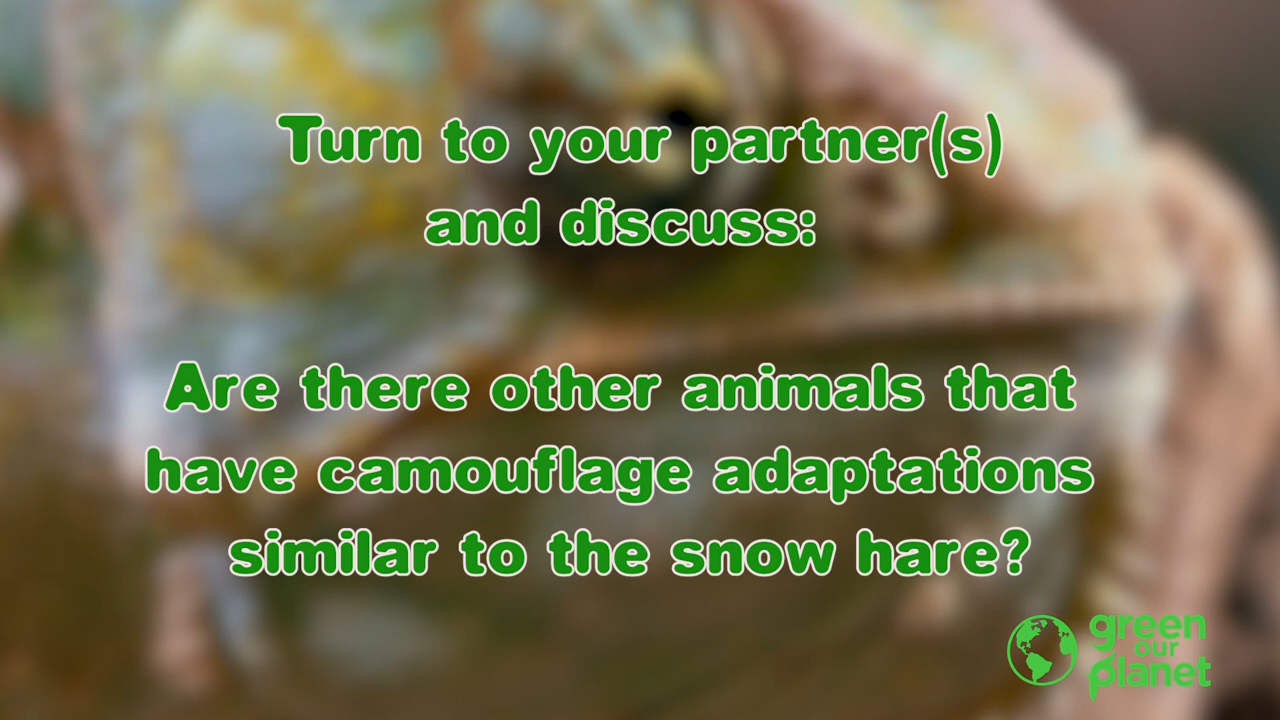 Turn to your partner(s)
and discuss:
Are there other animals that
have camouflage adaptations
similar to the snow hare?
green
our
planet